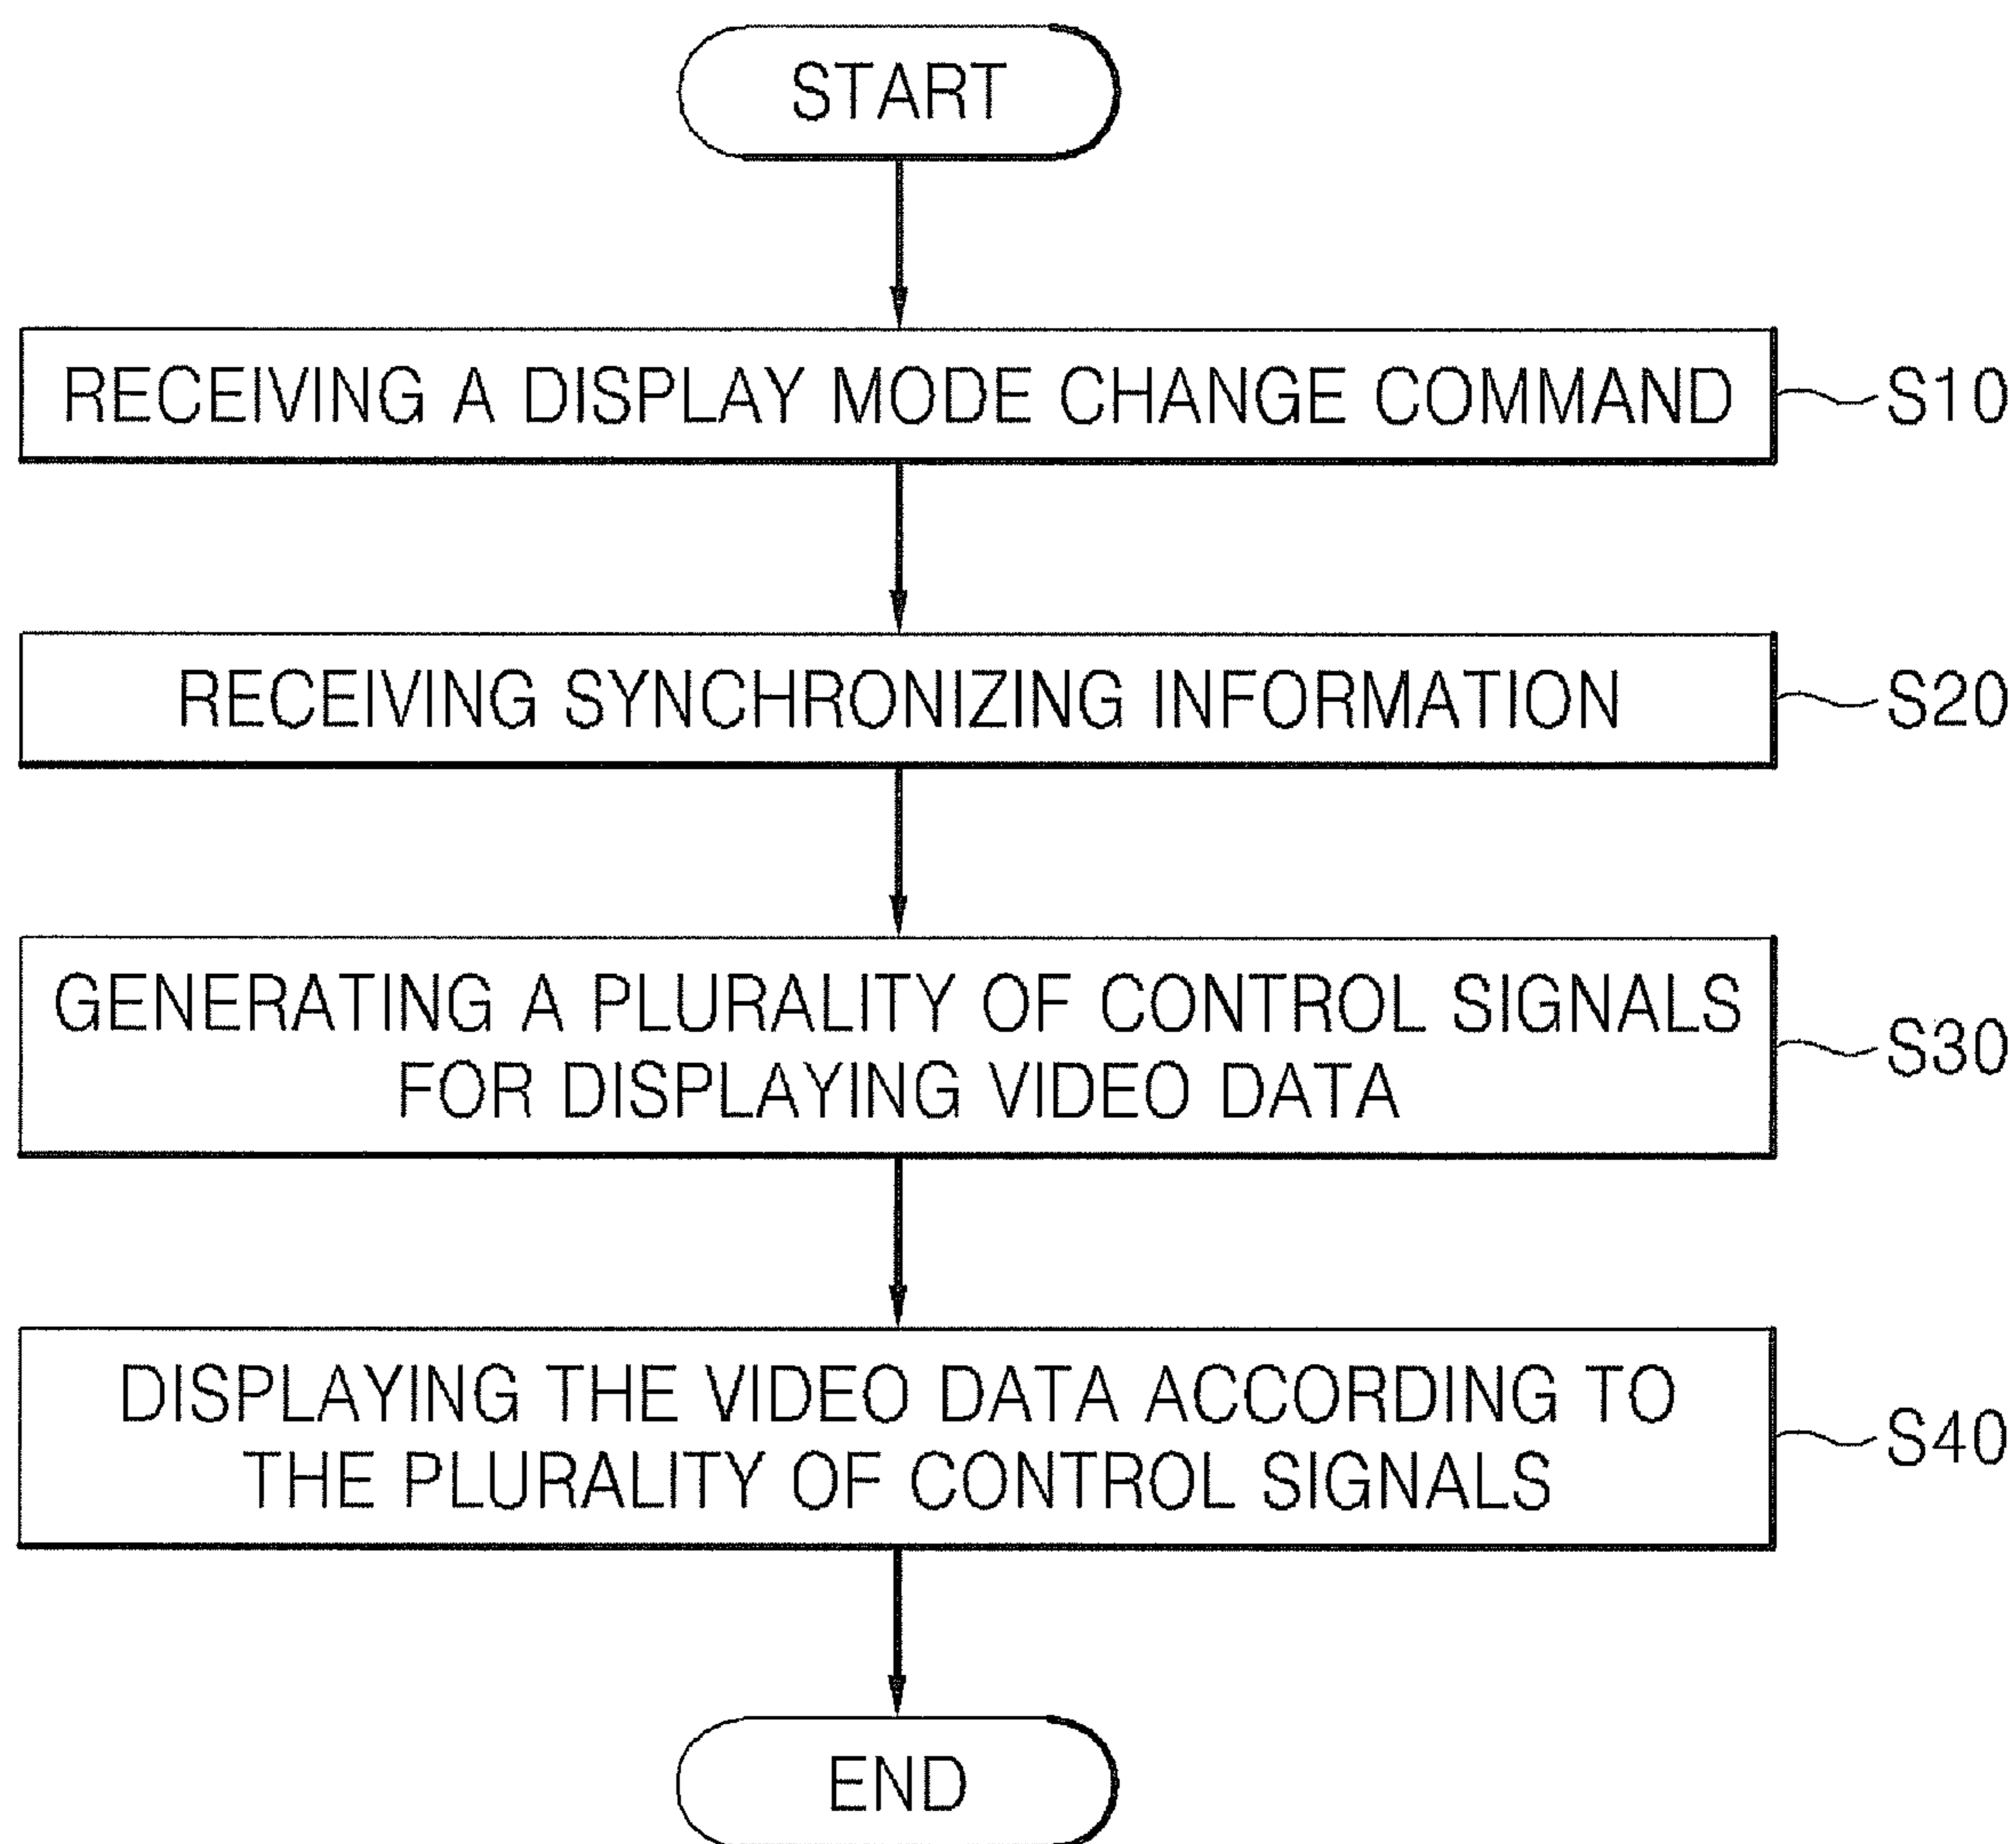 START
RECEIVING A DISPLAY MODE CHANGE COMMAND
S10
RECEIVING SYNCHRONIZING INFORMATION
S20
GENERATING A PLURALITY OF CONTROL SIGNALS
FOR DISPLAYING VIDEO DATA
S30
DISPLAYING THE VIDEO DATA ACCORDING TO
THE PLURALITY OF CONTROL SIGNALS
S40
END